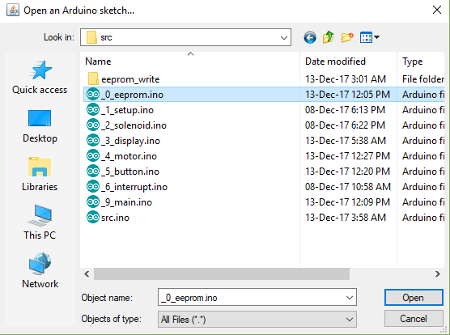 Open an Arduino sketch...
Look in: src
Quick access
Desktop
Libraries
This PC
Network
Name Date modified Type
eeprom_write 13-Dec-17 3:01 AM File folder
_0_eeprom.ino 13-Dec-17 12:05 PM Arduino fi
_1_setup.ino 08-Dec-17 6:13 PM Arduino fi
_2_solenoid.ino 08-Dec-17 6:22 PM Arduino fi
_3_display.ino 13-Dec-17 5:38 AM Arduino fi
_4_motor.ino 13-Dec-17 12:27 PM Arduino fi
_5_button.ino 13-Dec-17 12:20 PM Arduino fi
_6_interrupt.ino 08-Dec-17 10:58 AM Arduino fi
_9_main.ino 13-Dec-17 12:09 PM Arduino fi
src.ino 13-Dec-17 3:58 AM Arduino fi
Object name: _0_eeprom.ino Open
Objects of type: All Files (*.*) Cancel